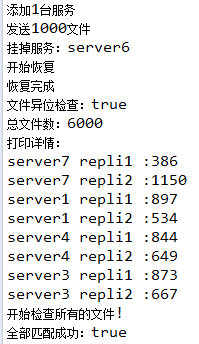 添加1台服务
发送1000文件
挂掉服务：server6
开始恢复
恢复完成
文件异位检查：true
总文件数：6000
打印详情：
server7 repli1 :386
server7 repli2 :1150
server1 repli1 :897
server1 repli2 :534
server4 repli1 :844
server4 repli2 :649
server3 repli1 :873
server3 repli2 :667
开始检查所有的文件！
全部匹配成功：true